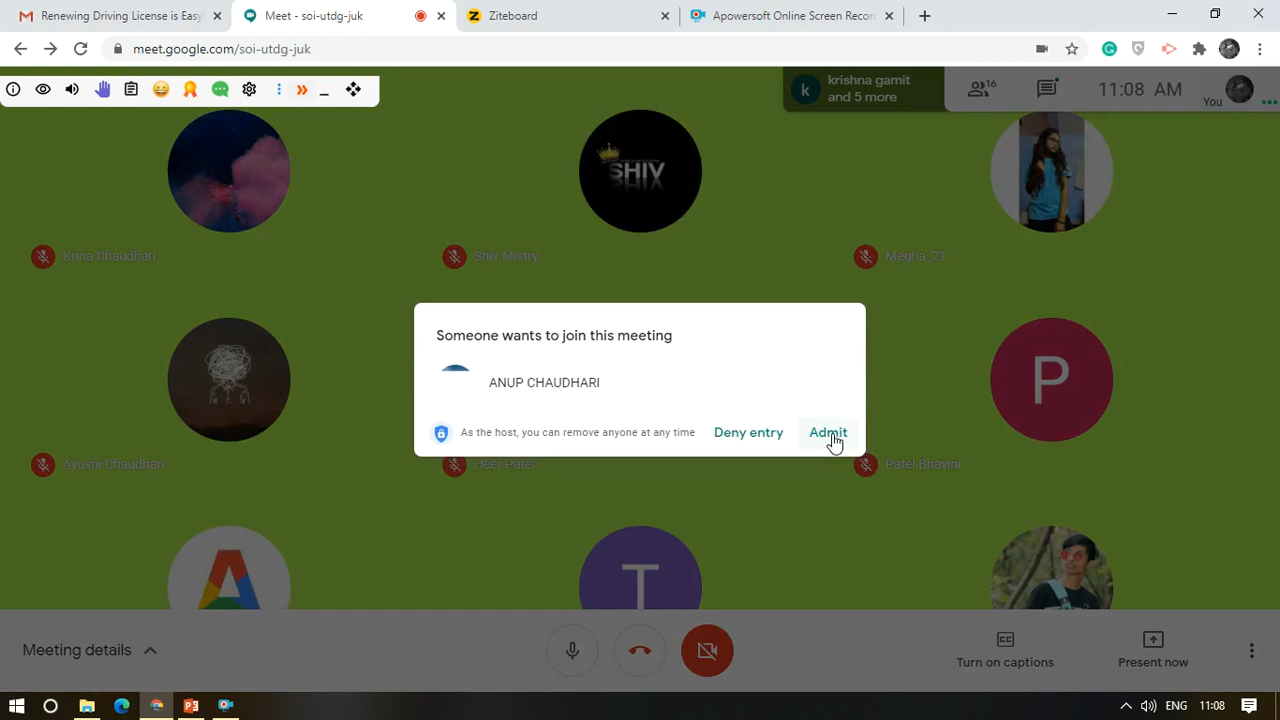 Renewing Driving License is Easy
Meet - soi-utdg-juk
Ziteboard
Apowersoft Online Screen Record
meet.google.com/soi-utdg-juk
k
krishna gamit
and 5 more
16
11:08 AM
You
SHIV
SHIV
Krina Chaudhari
Shiv Mistry
Megha_21
Someone wants to join this meeting
ANUP CHAUDHARI
As the host, you can remove anyone at any time
Deny entry
Admit
P
Ayushi Chaudhari
Heer Patel
Patel Bhavini
T
Meeting details
CC
Turn on captions
Present now
ENG
11:08